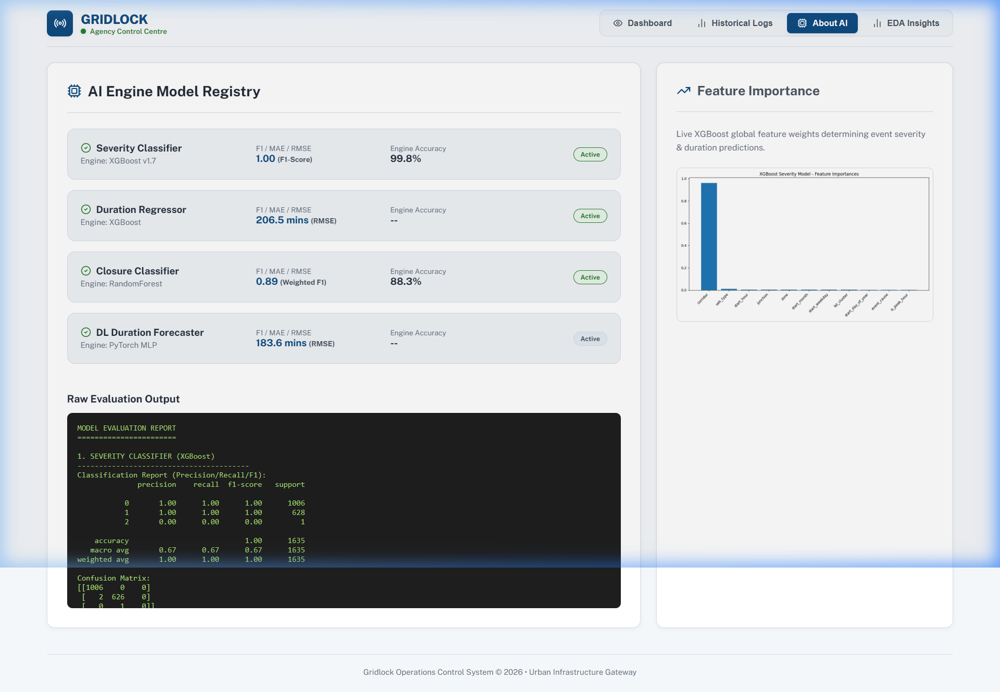 GRIDLOCK
Agency Control Centre
Dashboard
Historical Logs
About AI
EDA Insights
AI Engine Model Registry
Severity Classifier
Engine: XGBoost v1.7
F1 / MAE / RMSE
1.00 (F1-Score)
Engine Accuracy
99.8%
Active
Duration Regressor
Engine: XGBoost
F1 / MAE / RMSE
206.5 mins (RMSE)
Engine Accuracy
--
Active
Closure Classifier
Engine: RandomForest
F1 / MAE / RMSE
0.89 (Weighted F1)
Engine Accuracy
88.3%
Active
DL Duration Forecaster
Engine: PyTorch MLP
F1 / MAE / RMSE
183.6 mins (RMSE)
Engine Accuracy
--
Active
Raw Evaluation Output
MODEL EVALUATION REPORT
=======================
1. SEVERITY CLASSIFIER (XGBoost)
----------------------------------------
Classification Report (Precision/Recall/F1):
precision recall f1-score support
0 1.00 1.00 1.00 1006
1 1.00 1.00 1.00 628
2 0.00 0.00 0.00 1
accuracy 1.00 1635
macro avg 0.67 0.67 0.67 1635
weighted avg 1.00 1.00 1.00 1635
Confusion Matrix:
[[1006 0 0]
[ 2 626 0]
[ 0 1 0]]
Feature Importance
Live XGBoost global feature weights determining event severity
& duration predictions.
XGBoost Severity Model - Feature Importances
1.0
0.8
0.6
0.4
0.2
0.0
corridor
veh_type
start_hour
junction
zone
start_month
start_weekday
lat_cluster
start_day_of_year
event_cause
is_peak_hour
Gridlock Operations Control System © 2026 • Urban Infrastructure Gateway